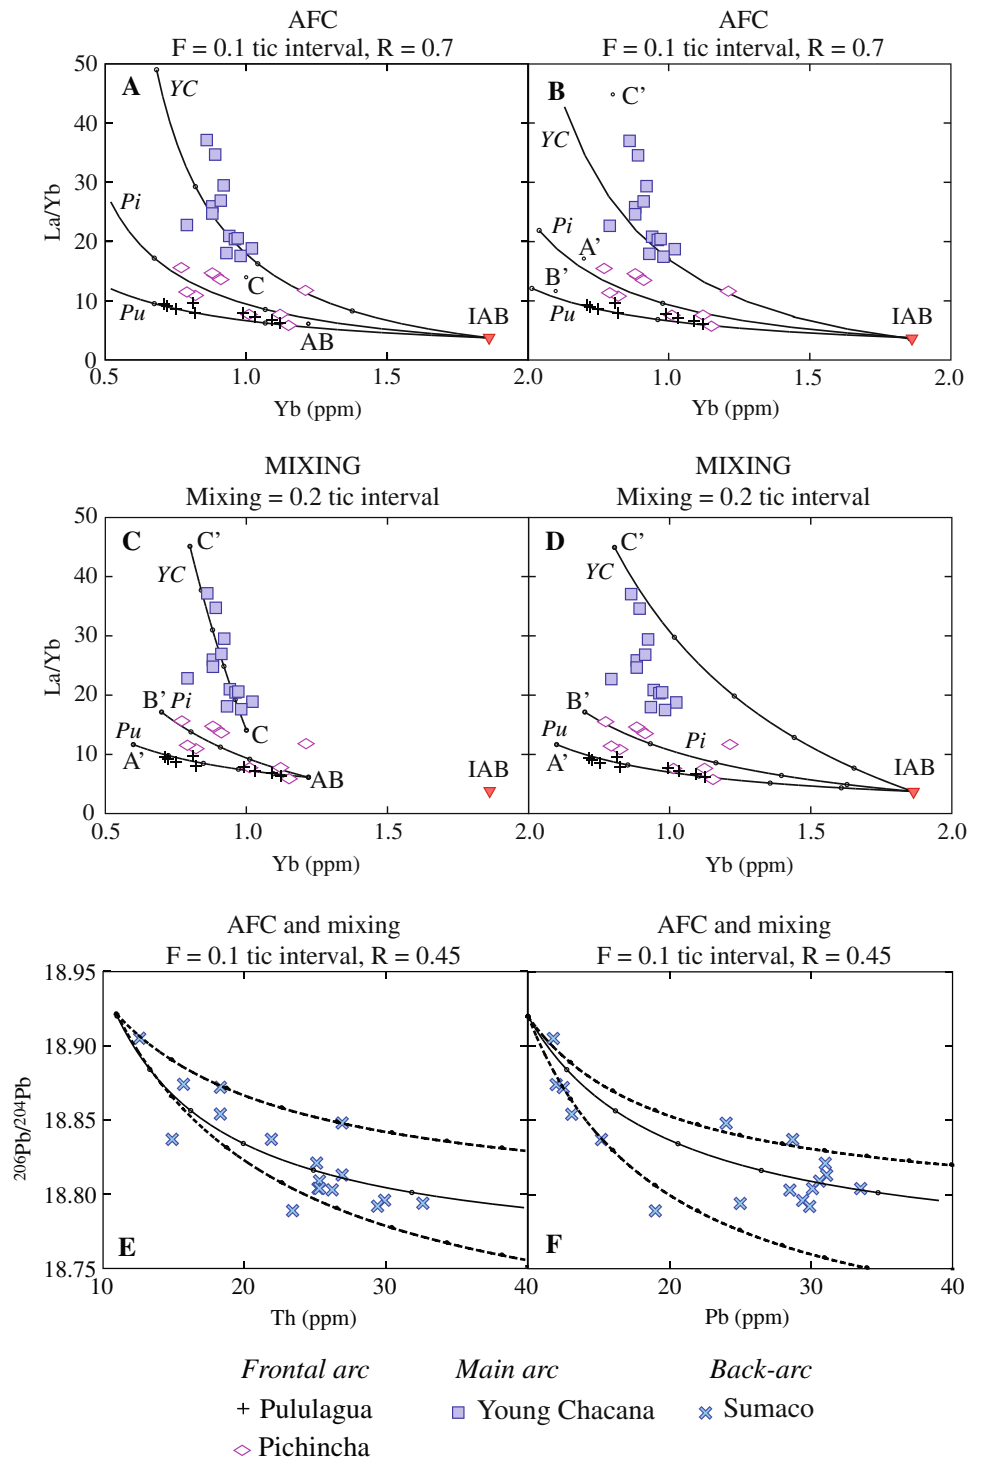 AFC AFC
F = 0.1 tic interval, R = 0.7 F = 0.1 tic interval, R = 0.7
50
A YC B C'
40
YC
La/Yb
30
Pi
20
Pi A'
C B'
10
Pu AB IAB Pu IAB
0
0.5 1.0 1.5 2.0 1.0 1.5 2.0
Yb (ppm) Yb (ppm)
MIXING MIXING
Mixing = 0.2 tic interval Mixing = 0.2 tic interval
50
C C' D C'
YC YC
40
La/Yb
30
20
B' Pi B'
Pu C Pu Pi
10
A' AB IAB A' IAB
0
0.5 1.0 1.5 2.0 1.0 1.5 2.0
Yb (ppm) Yb (ppm)
AFC and mixing AFC and mixing
F = 0.1 tic interval, R = 0.45 F = 0.1 tic interval, R = 0.45
18.95
18.90
206Pb/204Pb
18.85
18.80
E F
18.75
10 20 30 40 20 30 40
Th (ppm) Pb (ppm)
Frontal arc Main arc Back-arc
Pululagua Young Chacana Sumaco
Pichincha